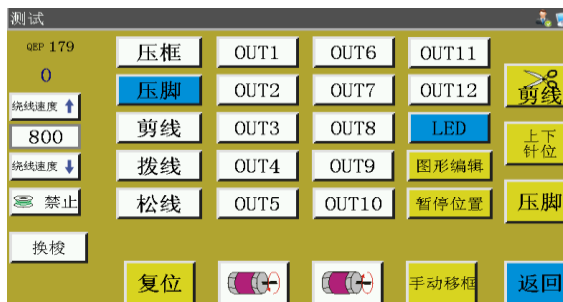 测试
QEP 179
0
绕线速度
800
绕线速度
禁止
换梭
压框 OUT1 OUT6 OUT11
压脚 OUT2 OUT7 OUT12
剪线 OUT3 OUT8 LED
拨线 OUT4 OUT9 图形编辑
松线 OUT5 OUT10 暂停位置
复位
手动移框
剪线
上下
针位
压脚
返回